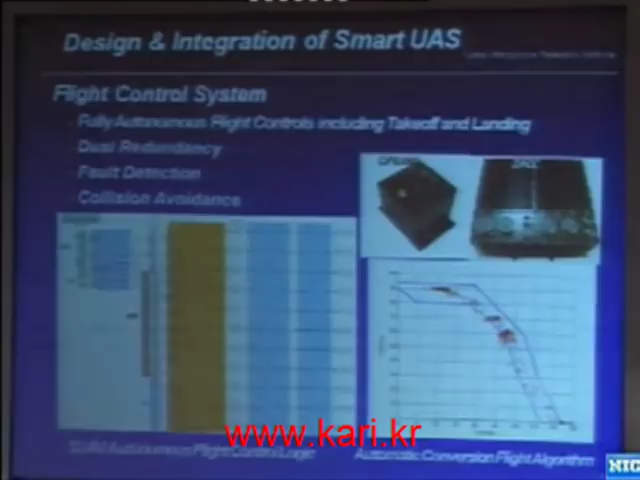 Design & Integration of Smart UAS
Flight Control System
Fully Autonomous Flight Controls including Takeoff and Landing
Dual Redundancy
Fault Detection
Collision Avoidance
www.kari.kr
Autonomous Flight Control Logic
Automatic Conversion Flight Algorithm